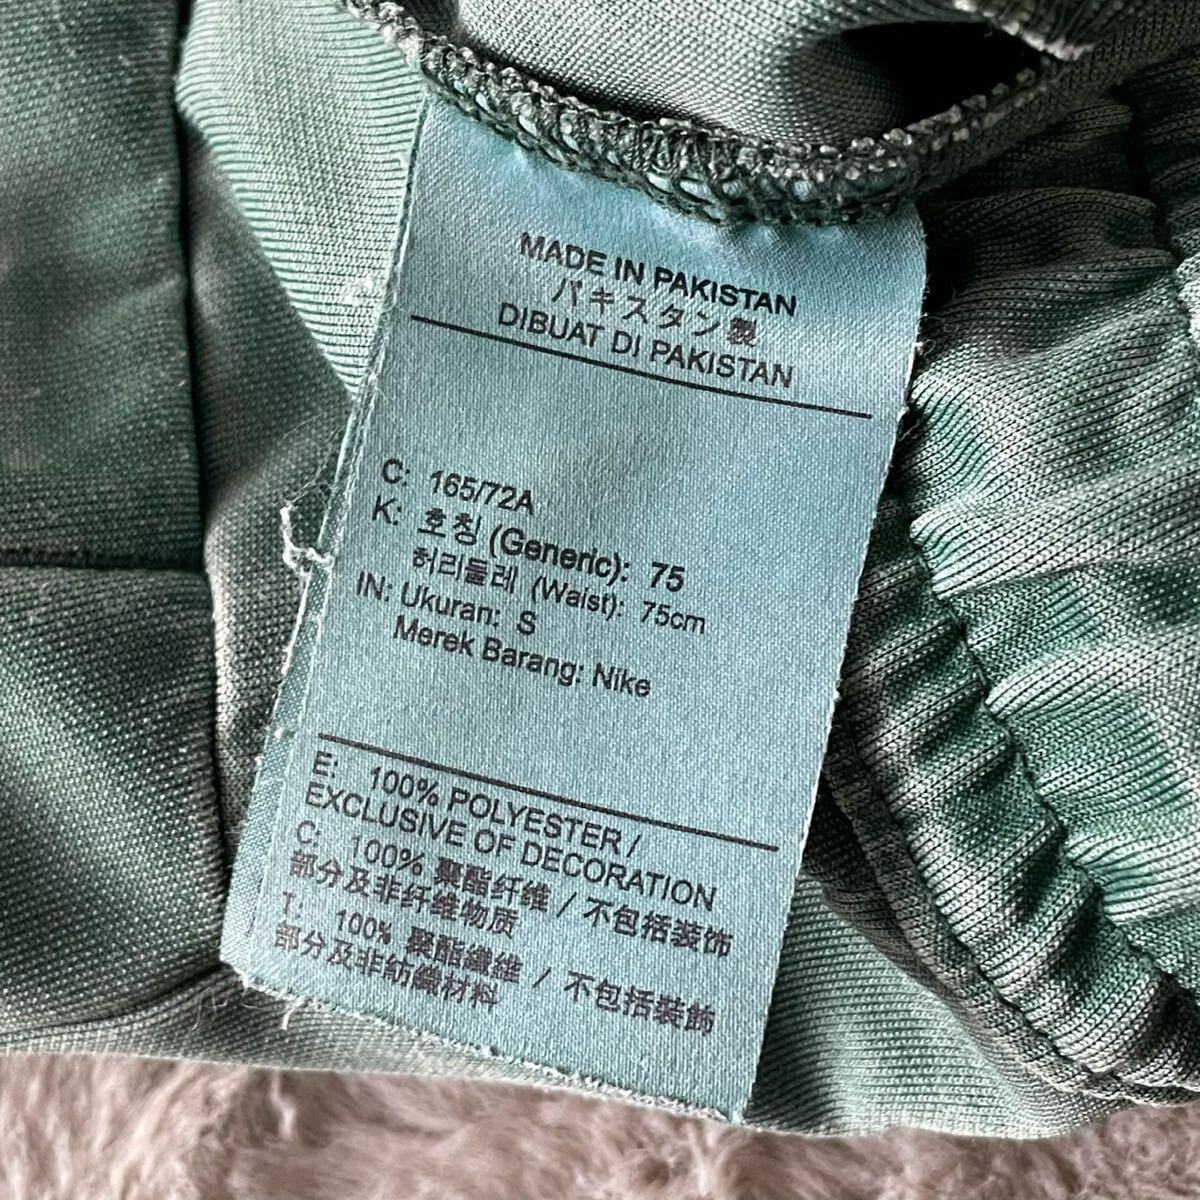 MADE IN PAKISTAN
パキスタン製
DIBUAT DI PAKISTAN
C: 165/72A
K: 호칭 (Generic): 75
허리둘레 (Waist): 75cm
IN: Ukuran: S
Merek Barang: Nike
E: 100% POLYESTER /
EXCLUSIVE OF DECORATION
C: 100% 聚酯纤维 / 不包括装饰
部分及非纤维物质
T: 100% 聚酯纖維 / 不包括裝飾
部分及非紡織材料